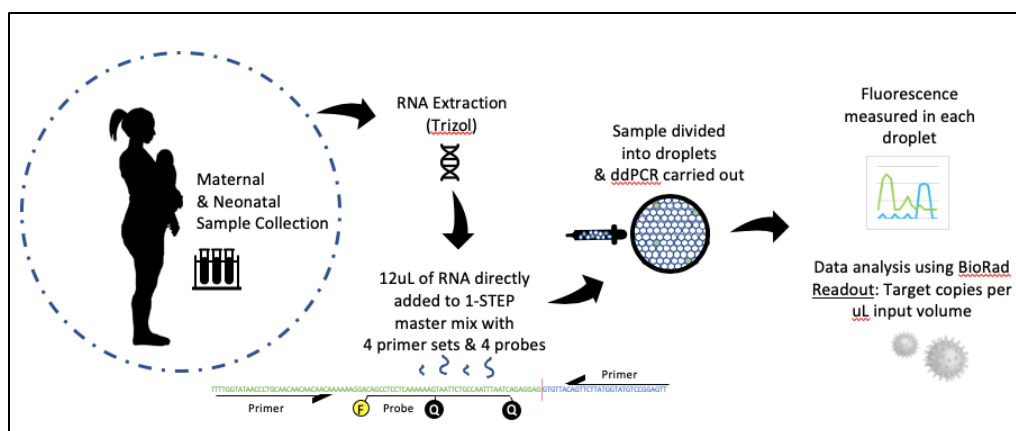 Maternal
& Neonatal
Sample Collection
RNA Extraction
(Trizol)
12uL of RNA directly
added to 1-STEP
master mix with
4 primer sets & 4 probes
Sample divided
into droplets
& ddPCR carried out
Fluorescence
measured in each
droplet
Data analysis using BioRad
Readout: Target copies per
uL input volume
Primer
TTTTGGTATAACCCTGCAACAACAACAACAAAAAAGGACAGCCTCCTCAAAAAAGTAATTCTGCCAATTTAATCAGAGGAG GTGTTACAGTTCTTATGGTATGTCCGGAGTT
Primer
F
Probe
Q
Q